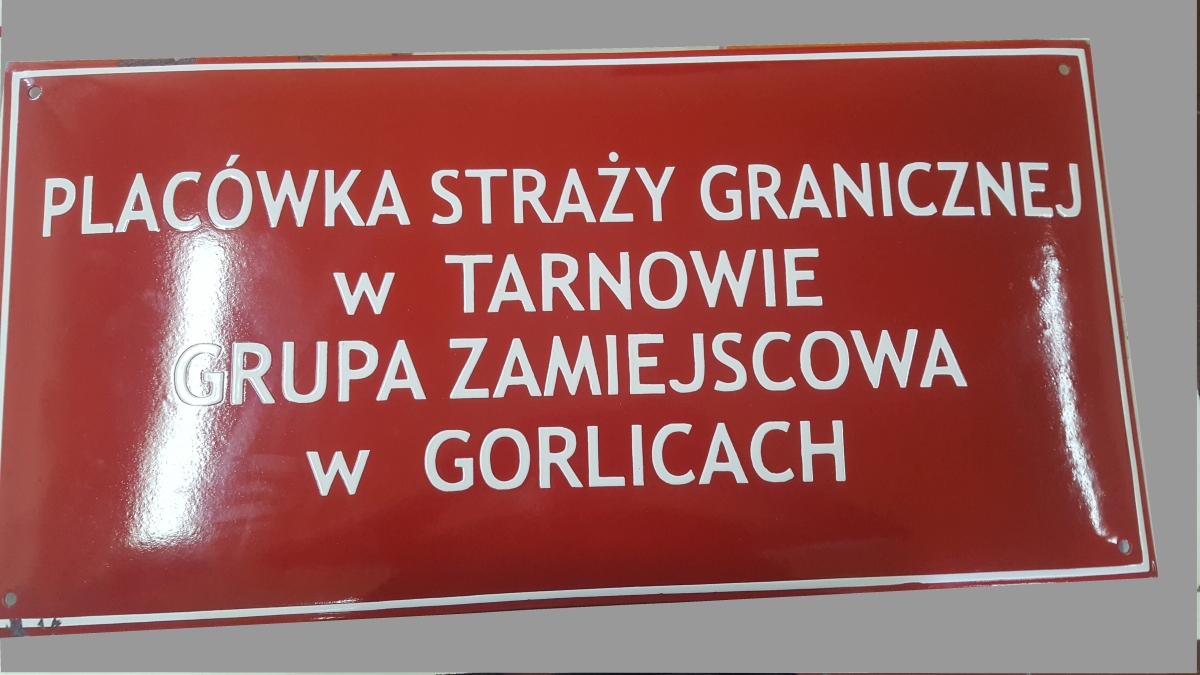 PLACÓWKA STRAŻY GRANICZNEJ
w TARNOWIE
GRUPA ZAMIEJSCOWA
w GORLICACH